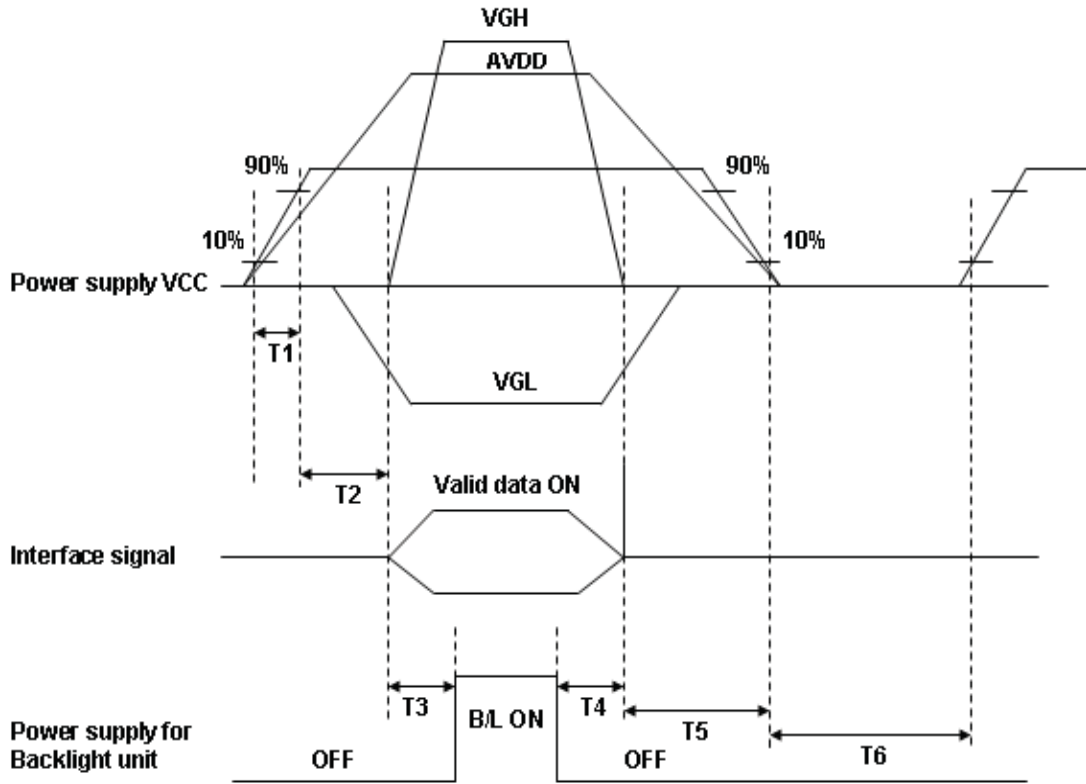 VGH
AVDD
90%
90%
10%
10%
Power supply VCC
T1
VGL
T2
Valid data ON
Interface signal
T3
B/L ON
T4
T5
T6
Power supply for
Backlight unit
OFF
OFF